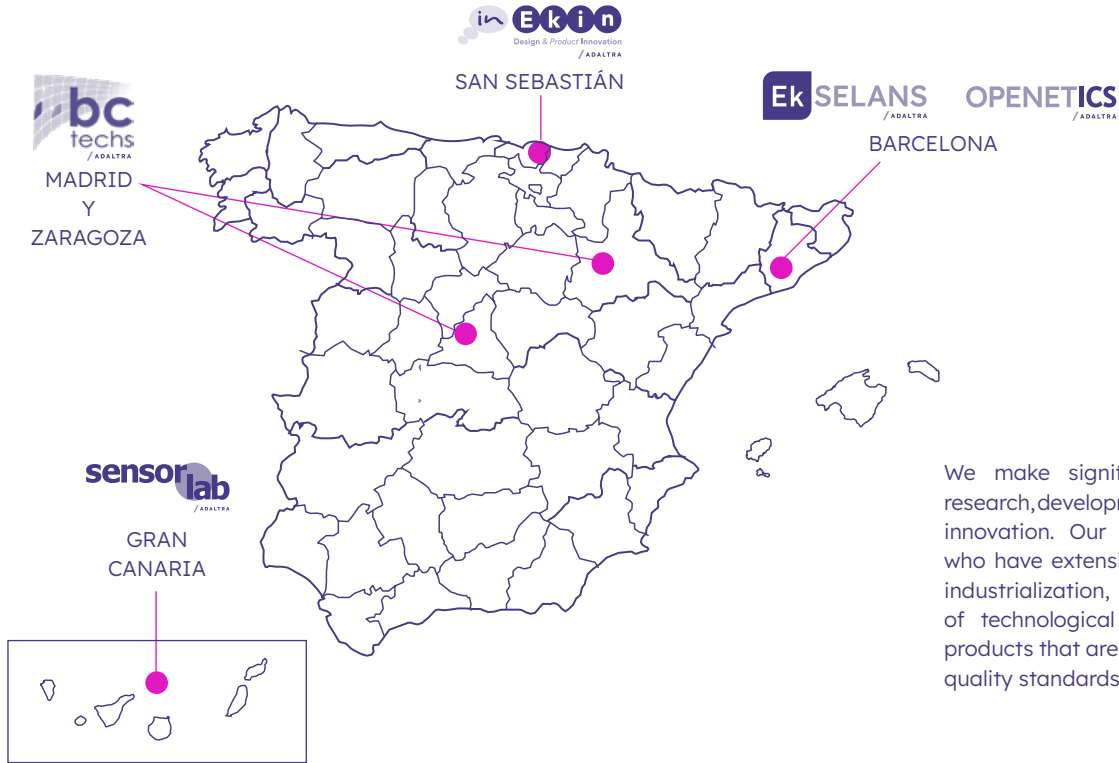 in Ekin
Design & Product Innovation
/ ADALTRA
SAN SEBASTIÁN
bc
techs
/ ADALTRA
MADRID
Y
ZARAGOZA
Ek SELANS
/ ADALTRA
OPENETICS
/ ADALTRA
BARCELONA
sensor
lab
/ ADALTRA
GRAN
CANARIA
We make signif
research, develop
innovation. Our
who have extensi
industrialization,
of technological
products that are
quality standards